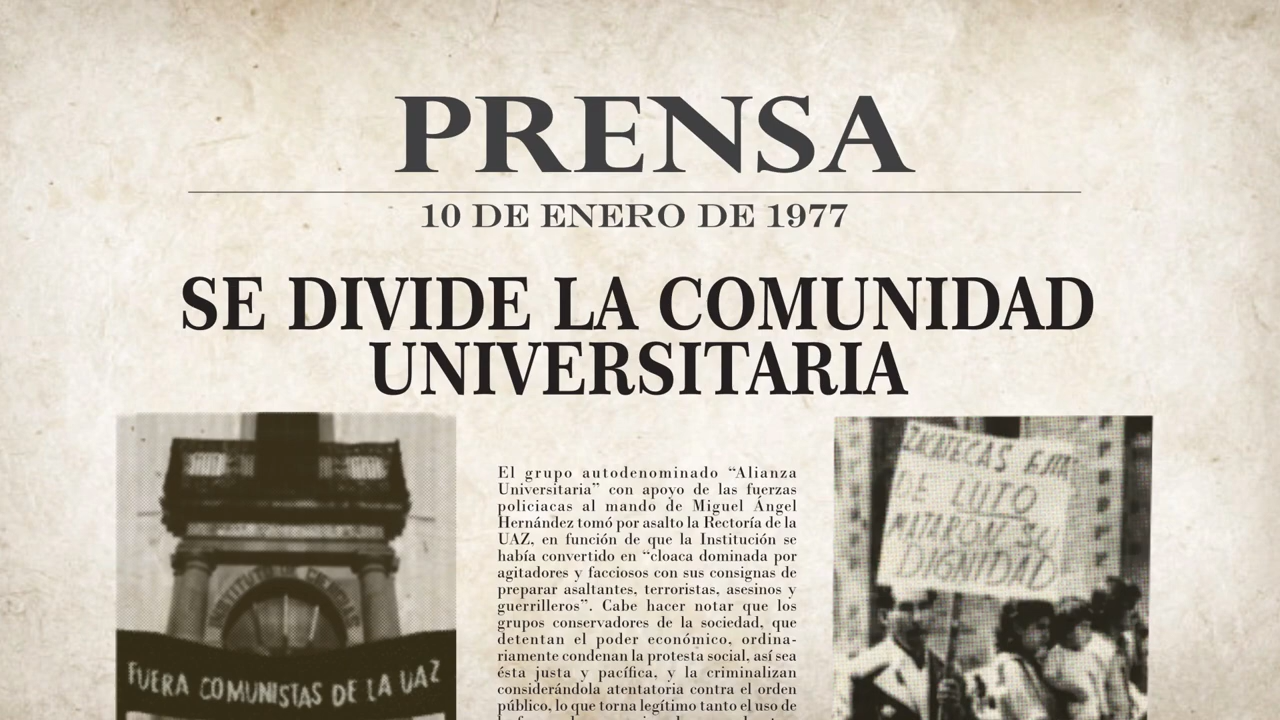 PRENSA
10 DE ENERO DE 1977
SE DIVIDE LA COMUNIDAD
UNIVERSITARIA
INSTITUTO DE CIENCIAS
FUERA COMUNISTAS DE LA UAZ
El grupo autodenominado “Alianza
Universitaria” con apoyo de las fuerzas
policiacas al mando de Miguel Ángel
Hernández tomó por asalto la Rectoría de la
UAZ, en función de que la Institución se
había convertido en “cloaca dominada por
agitadores y facciosos con sus consignas de
preparar asaltantes, terroristas, asesinos y
guerrilleros”. Cabe hacer notar que los
grupos conservadores de la sociedad, que
detentan el poder económico, ordina-
riamente condenan la protesta social, así sea
ésta justa y pacífica, y la criminalizan
considerándola atentatoria contra el orden
público, lo que torna legítimo tanto el uso de
ZACATECAS
DE LUTO
MATARON SU
DIGNIDAD